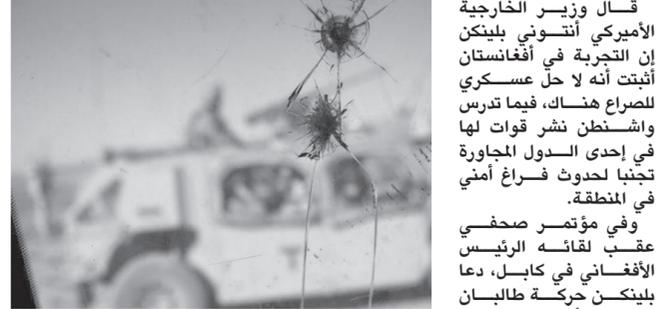 قال وزير الخارجية
الأميركي أنتوني بلينكن
إن التجربة في أفغانستان
أثبتت أنه لا حل عسكري
للصراع هناك، فيما تدرس
واشنطن نشر قوات لها
في إحدى الدول المجاورة
تجنبا لحدوث فراغ أمني
في المنطقة.
وفي مؤتمر صحفي
عقب لقائه الرئيس
الأفغاني في كابل، دعا
بلينكن حركة طالبان